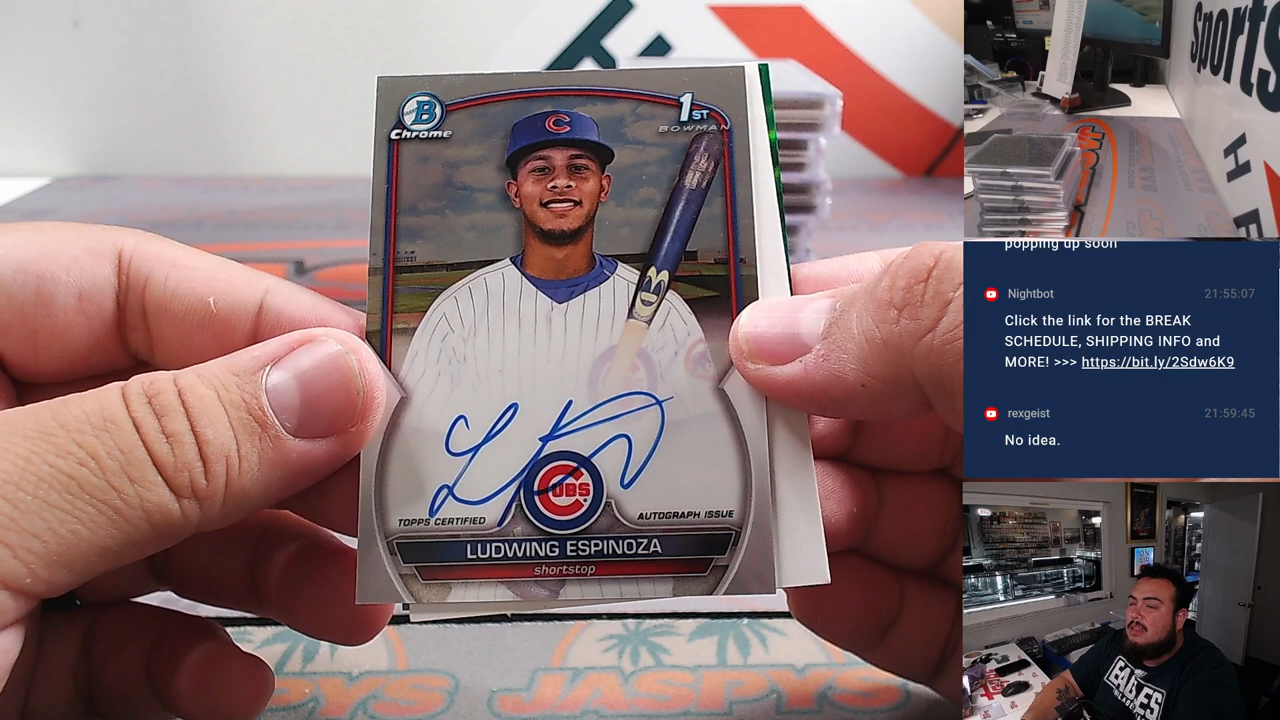 B
Chrome
1ST
BOWMAN
C
CUBS
TOPPS CERTIFIED
AUTOGRAPH ISSUE
LUDWING ESPINOZA
shortstop
JASPYS
Sports
popping up soon
Nightbot 21:55:07
Click the link for the BREAK
SCHEDULE, SHIPPING INFO and
MORE! >>> https://bit.ly/2Sdw6K9
rexgeist 21:59:45
No idea.
EAGLES